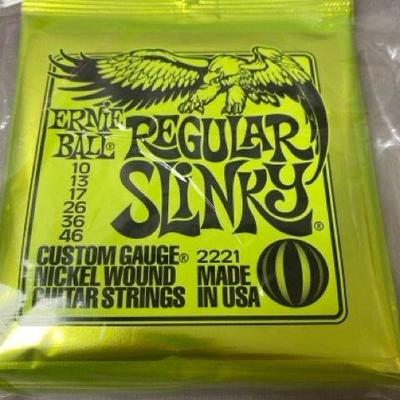 ERNIE
BALL®
REGULAR
SLINKY®
10
13
17
26
36
46
CUSTOM GAUGE® 2221
NICKEL WOUND MADE
GUITAR STRINGS IN USA